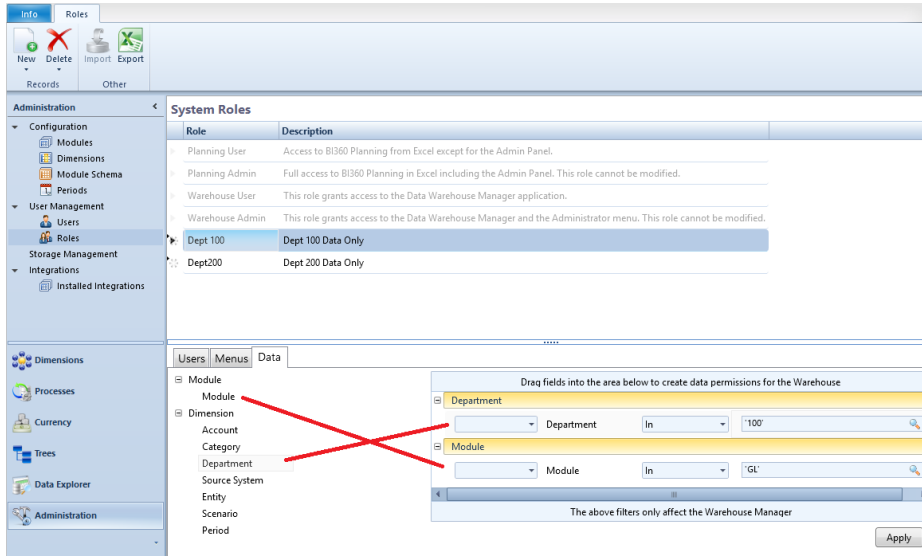 Info Roles
New Delete Import Export
Records Other
Administration
Configuration
Modules
Dimensions
Module Schema
Periods
User Management
Users
Roles
Storage Management
Integrations
Installed Integrations
Dimensions
Processes
Currency
Trees
Data Explorer
Administration
System Roles
Role Description
Planning User Access to BI360 Planning from Excel except for the Admin Panel.
Planning Admin Full access to BI360 Planning in Excel including the Admin Panel. This role cannot be modified.
Warehouse User This role grants access to the Data Warehouse Manager application.
Warehouse Admin This role grants access to the Data Warehouse Manager and the Administrator menu. This role cannot be modified.
Dept 100 Dept 100 Data Only
Dept200 Dept 200 Data Only
Users Menus Data
Module
Module
Dimension
Account
Category
Department
Source System
Entity
Scenario
Period
Drag fields into the area below to create data permissions for the Warehouse
Department
Department In '100'
Module
Module In 'GL'
The above filters only affect the Warehouse Manager
Apply